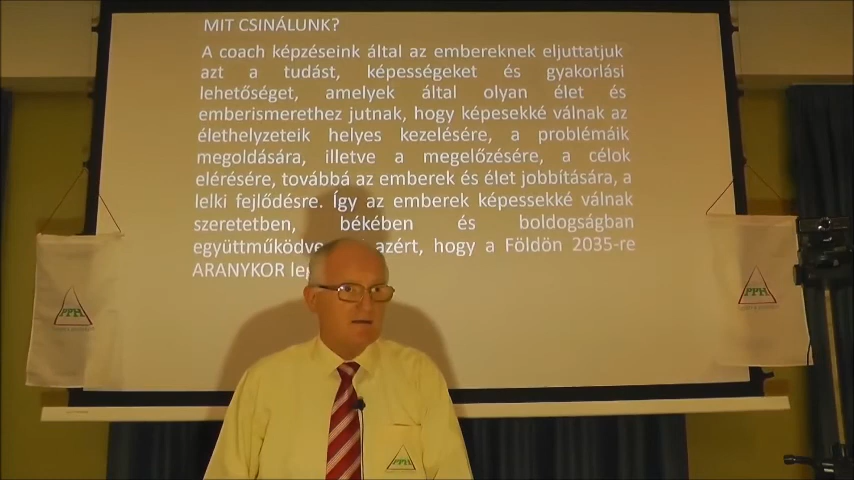 MIT CSINÁLUNK?
A coach képzéseink által az embereknek eljuttatjuk
azt a tudást, képességeket és gyakorlási
lehetőséget, amelyek által olyan élet és
emberismerethez jutnak, hogy képesekké válnak az
élethelyzeteik helyes kezelésére, a problémáik
megoldására, illetve a megelőzésére, a célok
elérésére, továbbá az emberek és élet jobbítására, a
lelki fejlődésre. Így az emberek képessekké válnak
szeretetben, békében és boldogságban
együttműködve azért, hogy a Földön 2035-re
ARANYKOR
PPH
PPH
PPH